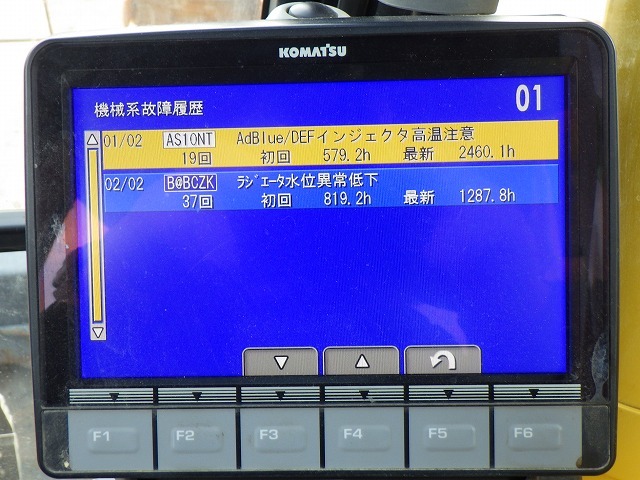 KOMATSU
機械系故障履歴 01
01/02 AS10NT AdBlue/DEFインジェクタ高温注意
19回 初回 579.2h 最新 2460.1h
02/02 B@BCZK ﾗｼﾞｴｰﾀ水位異常低下
37回 初回 819.2h 最新 1287.8h
F1 F2 F3 F4 F5 F6